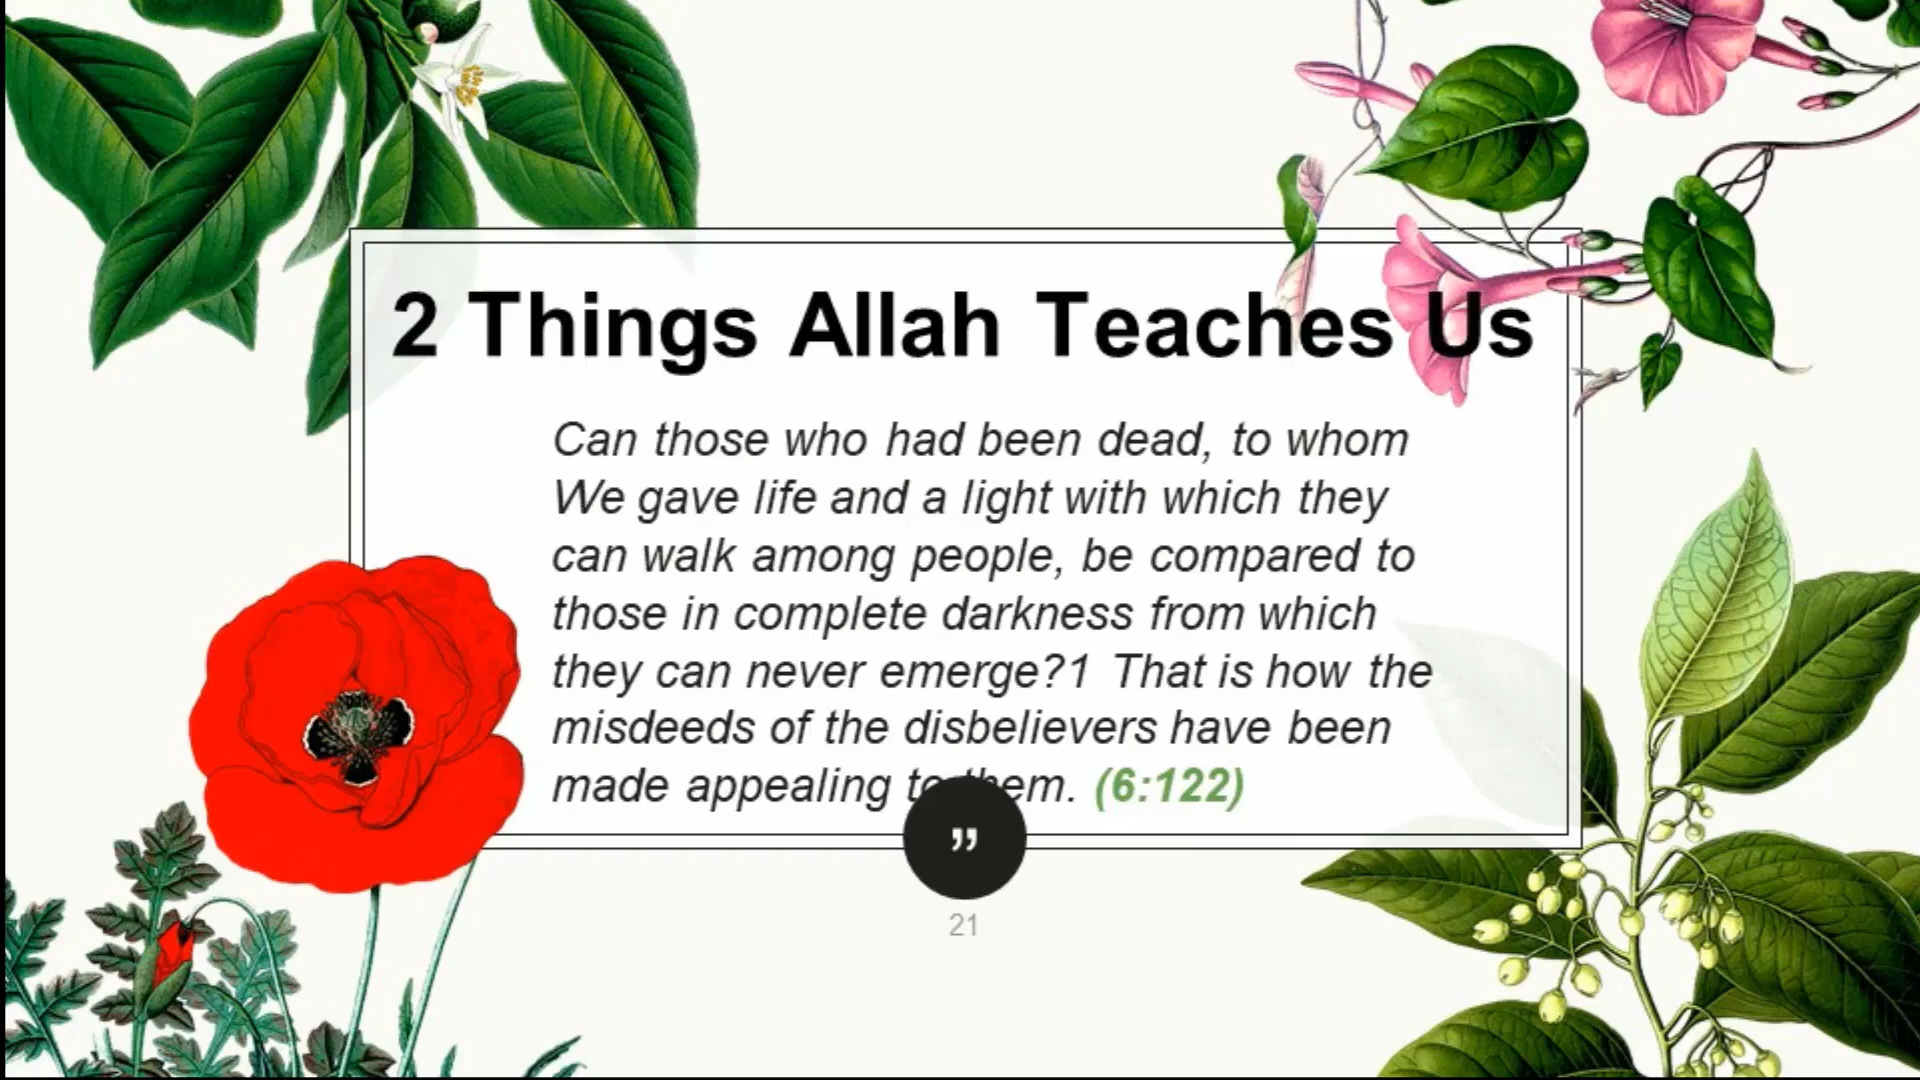 2 Things Allah Teaches Us
Can those who had been dead, to whom
We gave life and a light with which they
can walk among people, be compared to
those in complete darkness from which
they can never emerge?1 That is how the
misdeeds of the disbelievers have been
made appealing to them. (6:122)
”
21